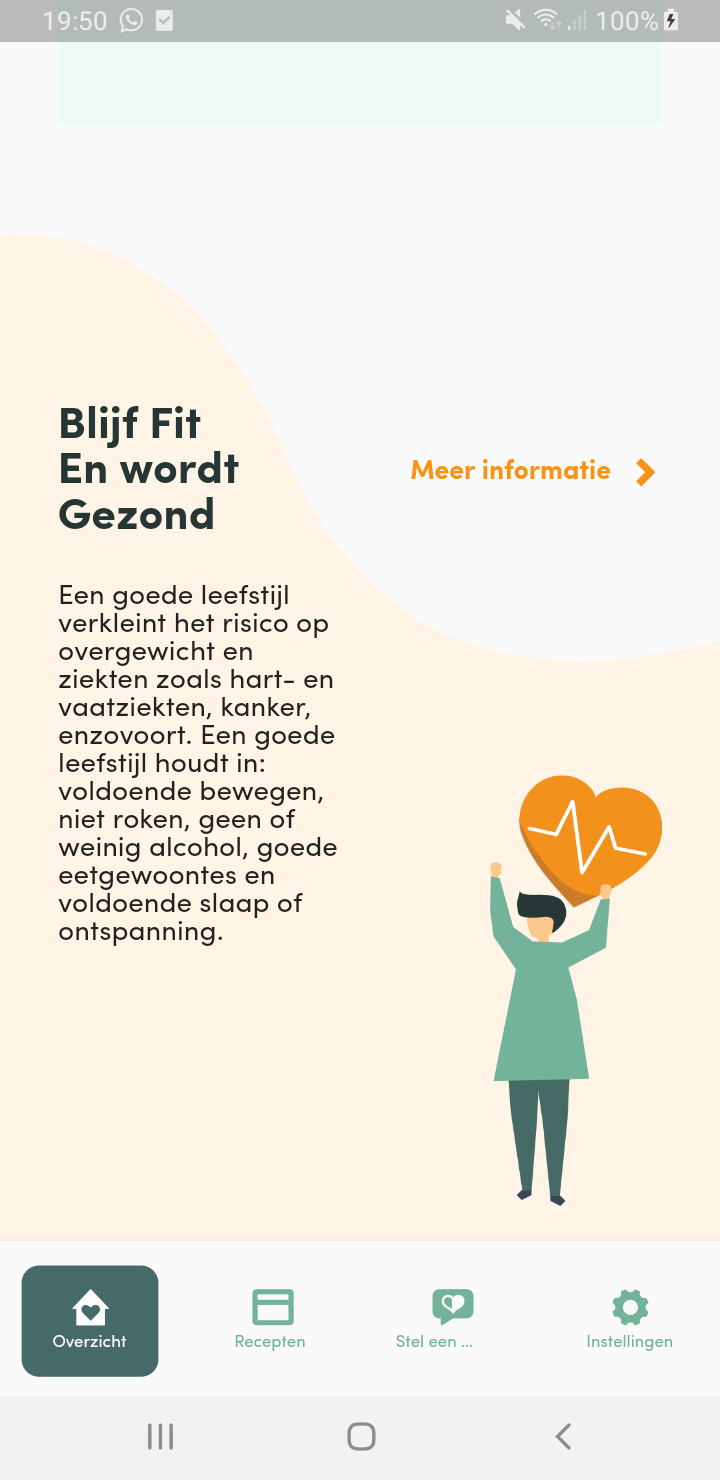 19:50
100%
Blijf Fit
En wordt
Gezond
Meer informatie
Een goede leefstijl
verkleint het risico op
overgewicht en
ziekten zoals hart- en
vaatziekten, kanker,
enzovoort. Een goede
leefstijl houdt in:
voldoende bewegen,
niet roken, geen of
weinig alcohol, goede
eetgewoontes en
voldoende slaap of
ontspanning.
Overzicht
Recepten
Stel een ...
Instellingen